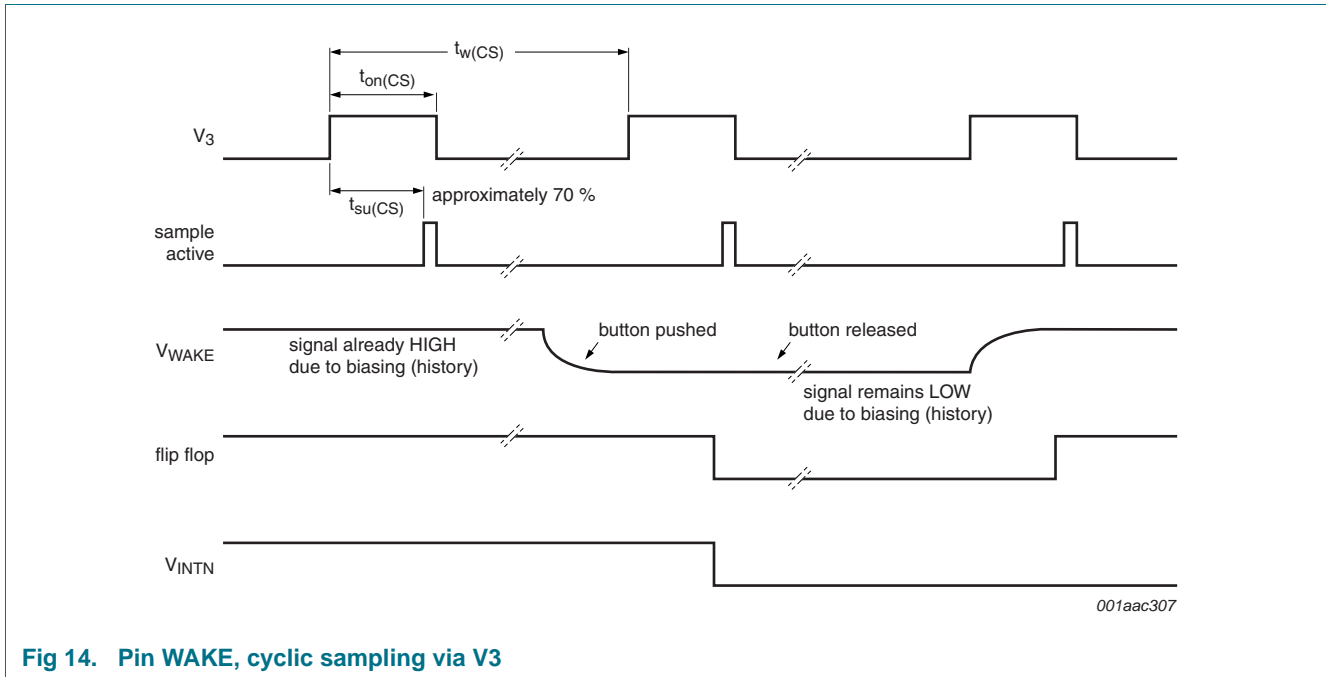 tw(CS)
ton(CS)
V3
tsu(CS)
approximately 70 %
sample
active
VWAKE
signal already HIGH
due to biasing (history)
button pushed
button released
signal remains LOW
due to biasing (history)
flip flop
VINTN
001aac307
Fig 14. Pin WAKE, cyclic sampling via V3